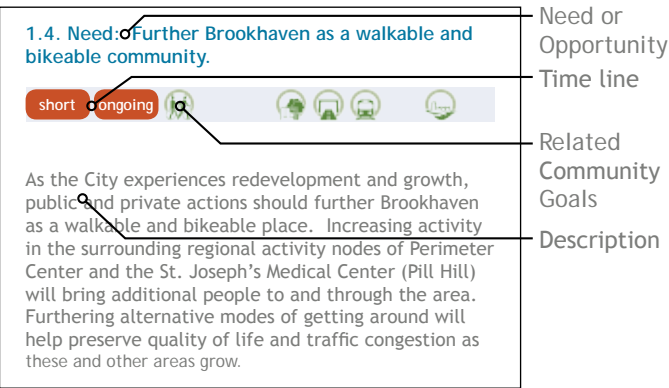 1.4. Need: Further Brookhaven as a walkable and
bikeable community.
short ongoing
As the City experiences redevelopment and growth,
public and private actions should further Brookhaven
as a walkable and bikeable place. Increasing activity
in the surrounding regional activity nodes of Perimeter
Center and the St. Joseph's Medical Center (Pill Hill)
will bring additional people to and through the area.
Furthering alternative modes of getting around will
help preserve quality of life and traffic congestion as
these and other areas grow.
Need or
Opportunity
Time line
Related
Community
Goals
Description